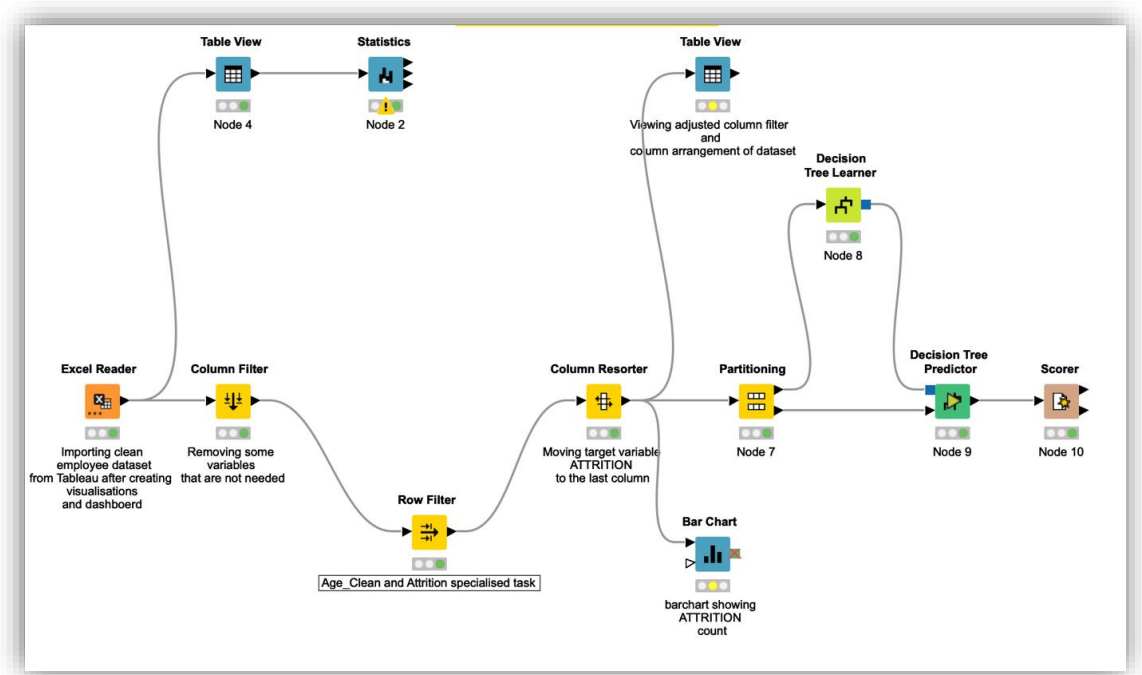 Table View
Statistics
Table View
Node 4
Node 2
Viewing adjusted column filter
and
column arrangement of dataset
Decision
Tree Learner
Node 8
Excel Reader
Column Filter
Column Resorter
Partitioning
Decision Tree
Predictor
Scorer
Importing clean
employee dataset
from Tableau after creating
visualisations
and dashboerd
Removing some
variables
that are not needed
Moving target variable
ATTRITION
to the last column
Node 7
Node 9
Node 10
Row Filter
Age_Clean and Attrition specialised task
Bar Chart
barchart showing
ATTRITION
count